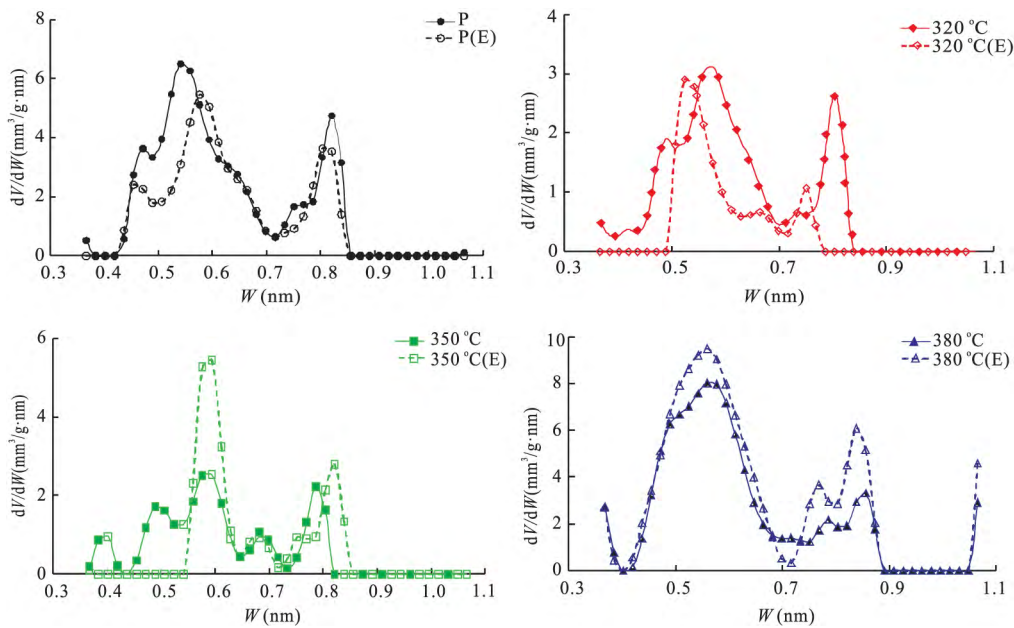 8
6
4
2
0
dV/dW(mm³/g·nm)
P
P(E)
0.3 0.4 0.5 0.6 0.7 0.8 0.9 1.0 1.1
W (nm)
4
3
2
1
0
dV/dW(mm³/g·nm)
320 °C
320 °C(E)
0.3 0.5 0.7 0.9 1.1
W (nm)
6
4
2
0
dV/dW(mm³/g·nm)
350 °C
350 °C(E)
0.3 0.4 0.5 0.6 0.7 0.8 0.9 1.0 1.1
W (nm)
10
8
6
4
2
0
dV/dW(mm³/g·nm)
380 °C
380 °C(E)
0.3 0.5 0.7 0.9 1.1
W (nm)